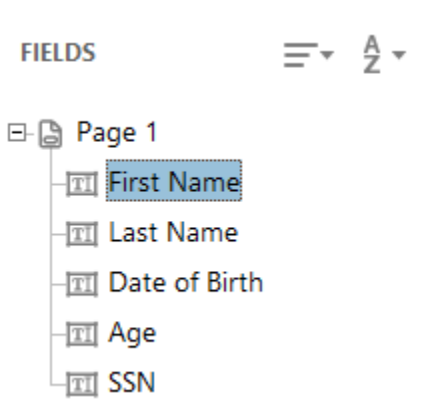 FIELDS
A
Z
Page 1
First Name
Last Name
Date of Birth
Age
SSN